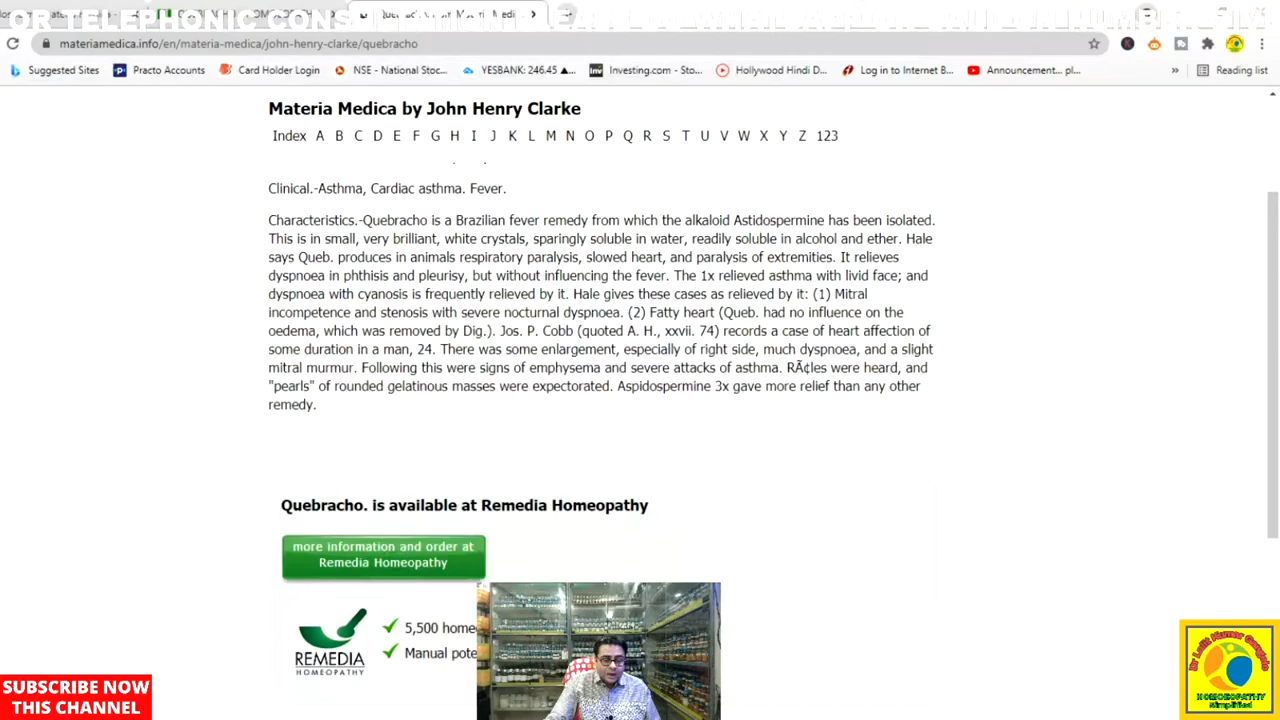 OR TELEPHONIC CONS
materiamedica.info/en/materia-medica/john-henry-clarke/quebracho
Suggested Sites
Practo Accounts
Card Holder Login
NSE - National Stoc...
YESBANK: 246.45 ▲...
Investing.com - Sto...
Hollywood Hindi D...
Log in to Internet B...
Announcement... pl...
»
Reading list
Materia Medica by John Henry Clarke
Index A B C D E F G H I J K L M N O P Q R S T U V W X Y Z 123
Clinical.-Asthma, Cardiac asthma. Fever.
Characteristics.-Quebracho is a Brazilian fever remedy from which the alkaloid Astidospermine has been isolated.
This is in small, very brilliant, white crystals, sparingly soluble in water, readily soluble in alcohol and ether. Hale
says Queb. produces in animals respiratory paralysis, slowed heart, and paralysis of extremities. It relieves
dyspnoea in phthisis and pleurisy, but without influencing the fever. The 1x relieved asthma with livid face; and
dyspnoea with cyanosis is frequently relieved by it. Hale gives these cases as relieved by it: (1) Mitral
incompetence and stenosis with severe nocturnal dyspnoea. (2) Fatty heart (Queb. had no influence on the
oedema, which was removed by Dig.). Jos. P. Cobb (quoted A. H., xxvii. 74) records a case of heart affection of
some duration in a man, 24. There was some enlargement, especially of right side, much dyspnoea, and a slight
mitral murmur. Following this were signs of emphysema and severe attacks of asthma. RÃ¢les were heard, and
"pearls" of rounded gelatinous masses were expectorated. Aspidospermine 3x gave more relief than any other
remedy.
Quebracho. is available at Remedia Homeopathy
more information and order at
Remedia Homeopathy
REMEDIA
HOMEOPATHY
5,500 home
Manual pote
SUBSCRIBE NOW
THIS CHANNEL
HOMOEOPATHY
Simplified